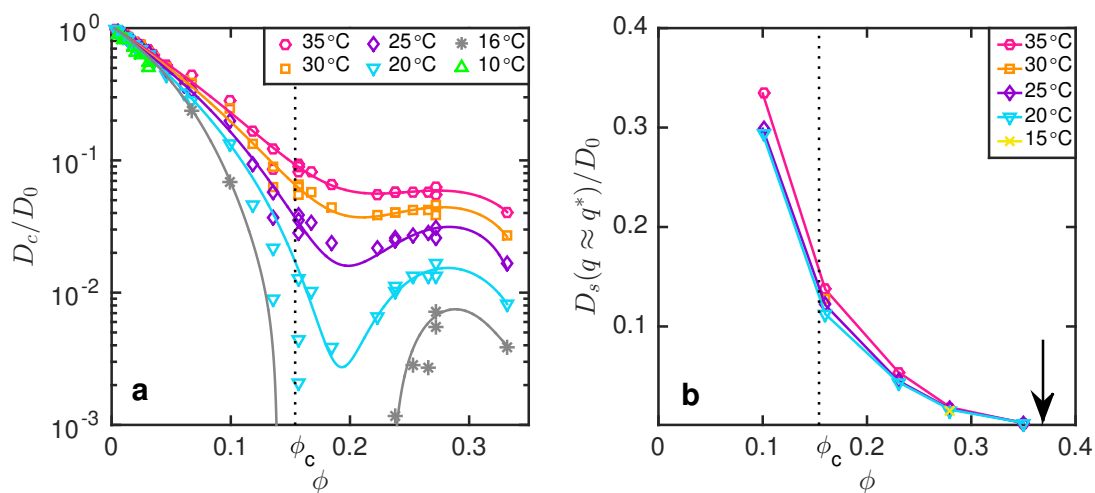 10^0
10^-1
10^-2
10^-3
D_c/D_0
35°C 25°C 16°C
30°C 20°C 10°C
a
0 0.1 ϕ_c 0.2 0.3
ϕ
0.4
0.3
0.2
0.1
D_s(q ≈ q*)/D_0
35°C
30°C
25°C
20°C
15°C
b
0 0.1 ϕ_c 0.2 0.3 0.4
ϕ